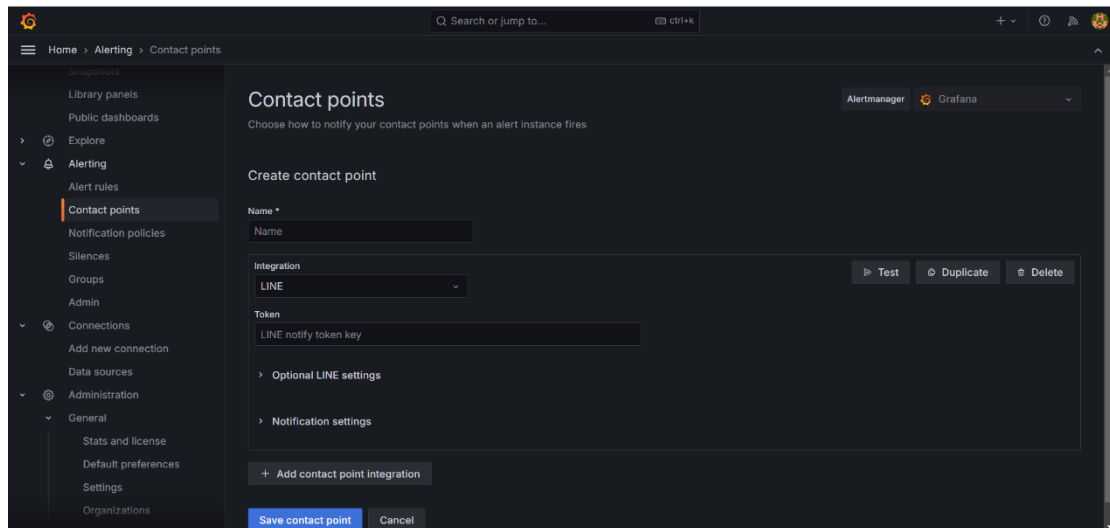 Search or jump to...
ctrl+k
Home › Alerting › Contact points
Snapshots
Library panels
Public dashboards
Explore
Alerting
Alert rules
Contact points
Notification policies
Silences
Groups
Admin
Connections
Add new connection
Data sources
Administration
General
Stats and license
Default preferences
Settings
Organizations
Contact points
Choose how to notify your contact points when an alert instance fires
Alertmanager
Grafana
Create contact point
Name *
Name
Integration
LINE
Test
Duplicate
Delete
Token
LINE notify token key
Optional LINE settings
Notification settings
+ Add contact point integration
Save contact point
Cancel